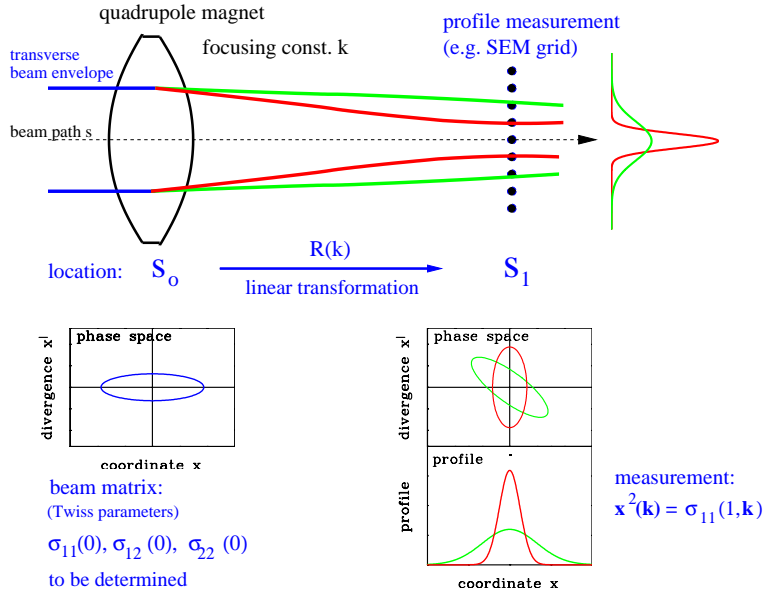 quadrupole magnet
focusing const. k
profile measurement
(e.g. SEM grid)
transverse
beam envelope
beam path s
location:
S₀
R(k)
linear transformation
S₁
phase space
divergence x'
coordinate x
phase space
divergence x'
profile
profile
coordinate x
beam matrix:
(Twiss parameters)
σ₁₁(0), σ₁₂ (0), σ₂₂ (0)
to be determined
measurement:
x²(k) = σ₁₁(1,k)